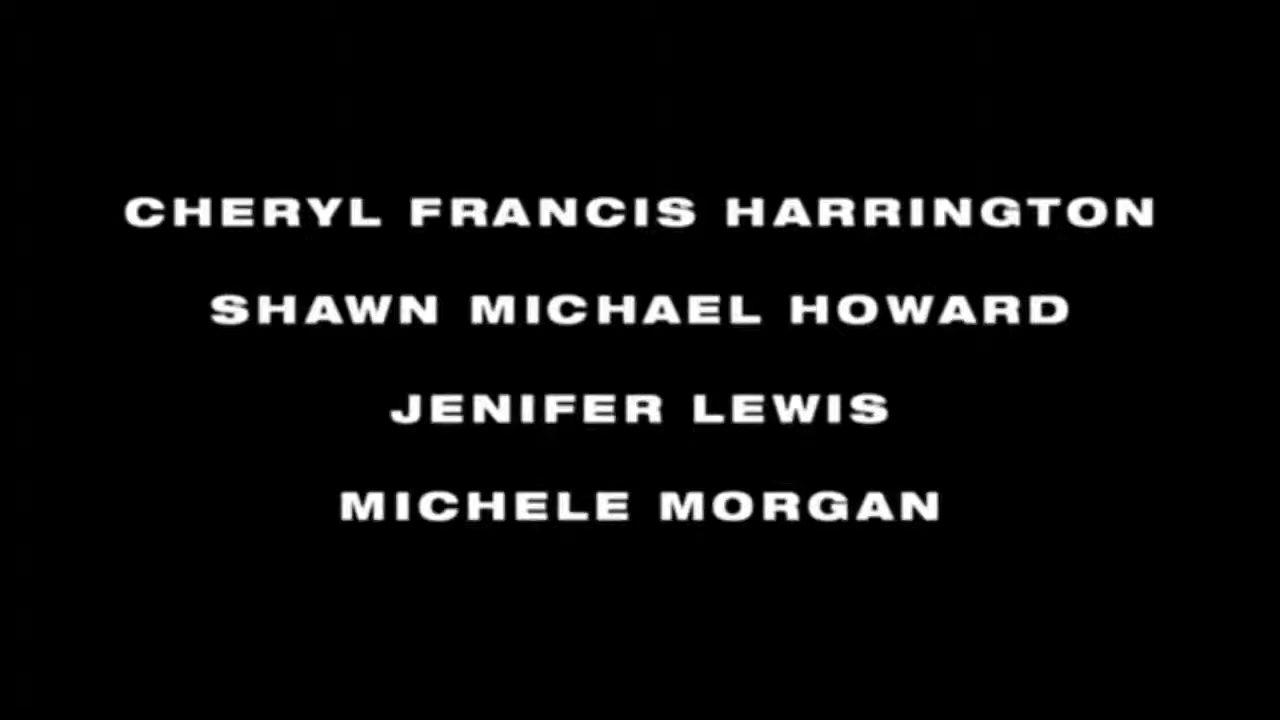 CHERYL FRANCIS HARRINGTON
SHAWN MICHAEL HOWARD
JENIFER LEWIS
MICHELE MORGAN